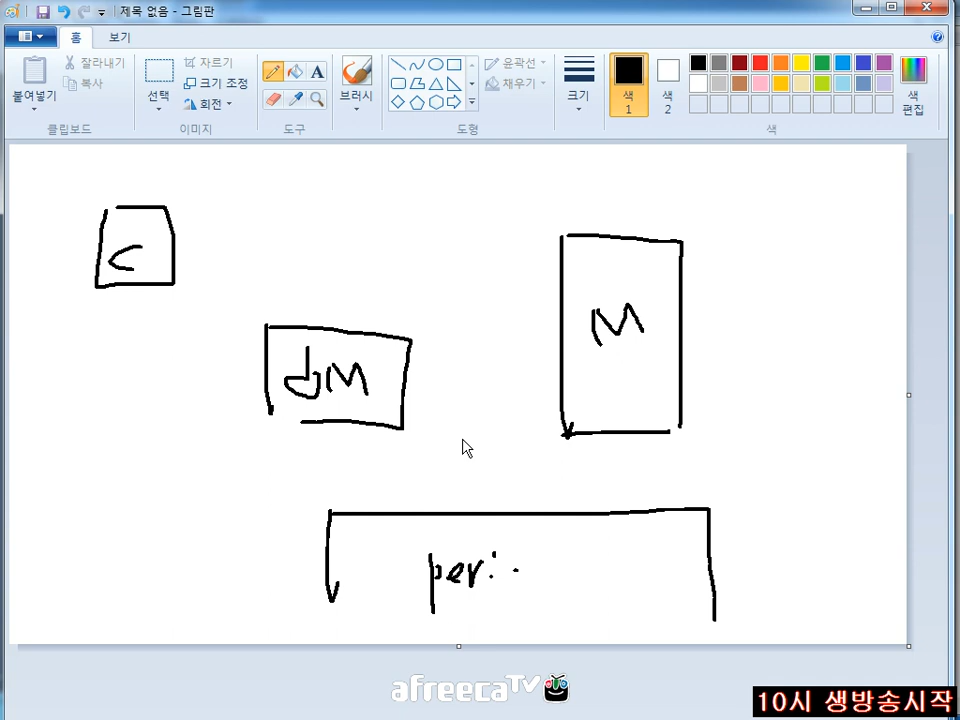 제목 없음 - 그림판
홈 보기
붙여넣기
잘라내기
복사
클립보드
선택
자르기
크기 조정
회전
이미지
A
도구
브러시
윤곽선
채우기
도형
크기
색 1
색 2
색 편집
색
C
M
dM
peri..
afreecaTV
10시 생방송시작